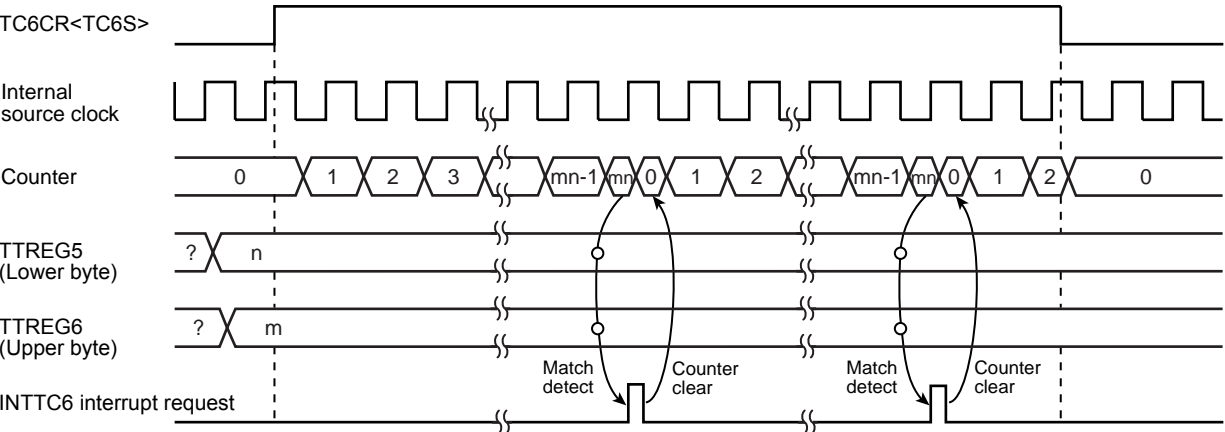 TC6CR<TC6S>
Internal
source clock
Counter
0 1 2 3 mn-1 mn 0 1 2 mn-1 mn 0 1 2 0
TTREG5
(Lower byte)
? n
TTREG6
(Upper byte)
? m
Match
detect
Counter
clear
Match
detect
Counter
clear
INTTC6 interrupt request